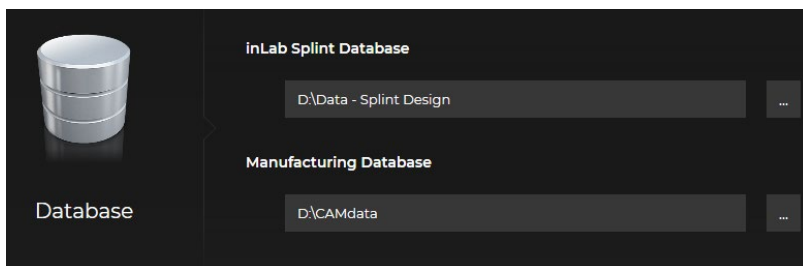 inLab Splint Database
D:\Data - Splint Design
...
Manufacturing Database
Database
D:\CAMdata
...